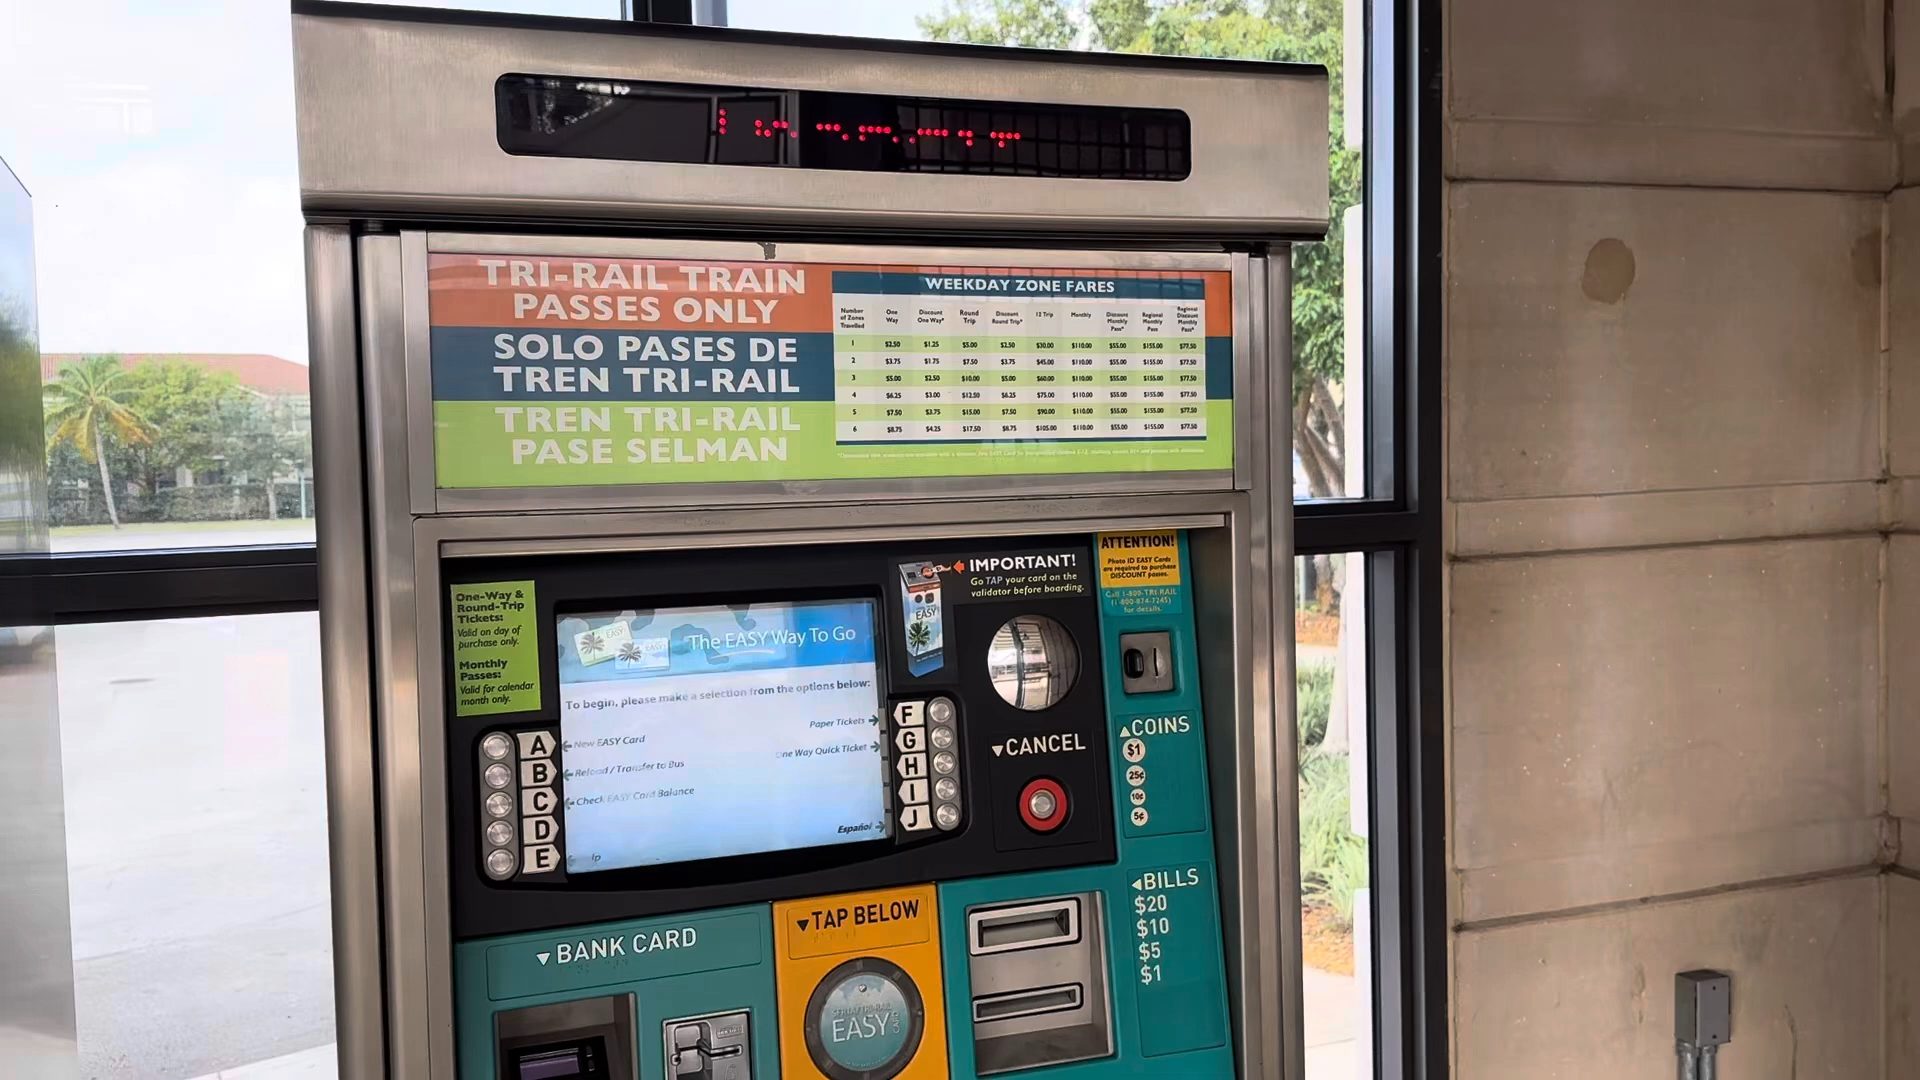 TRI-RAIL TRAIN
PASSES ONLY
SOLO PASES DE
TREN TRI-RAIL
TREN TRI-RAIL
PASE SELMAN
WEEKDAY ZONE FARES
Number of Zones Travelled One Way Discount One Way* Round Trip Discount Round Trip* 12 Trip Monthly Discount Monthly Pass* Regional Monthly Pass Regional Discount Monthly Pass*
1 $2.50 $1.25 $5.00 $2.50 $30.00 $110.00 $55.00 $155.00 $77.50
2 $3.75 $1.75 $7.50 $3.75 $45.00 $110.00 $55.00 $155.00 $77.50
3 $5.00 $2.50 $10.00 $5.00 $60.00 $110.00 $55.00 $155.00 $77.50
4 $6.25 $3.00 $12.50 $6.25 $75.00 $110.00 $55.00 $155.00 $77.50
5 $7.50 $3.75 $15.00 $7.50 $90.00 $110.00 $55.00 $155.00 $77.50
6 $8.75 $4.25 $17.50 $8.75 $105.00 $110.00 $55.00 $155.00 $77.50
One-Way &
Round-Trip
Tickets:
Valid on day of
purchase only.
Monthly
Passes:
Valid for calendar
month only.
EASY
The EASY Way To Go
To begin, please make a selection from the options below:
Paper Tickets
New EASY Card
One Way Quick Ticket
Reload / Transfer to Bus
Check EASY Card Balance
Español
A
B
C
D
E
F
G
H
I
J
IMPORTANT!
Go TAP your card on the
validator before boarding.
EASY
ATTENTION!
Photo ID EASY Cards
are required to purchase
DISCOUNT passes.
Call 1-800-TRI RAIL
(1-800-874-7245)
for details.
CANCEL
COINS
$1
25¢
10¢
5¢
BILLS
$20
$10
$5
$1
BANK CARD
TAP BELOW
EASY
CARD